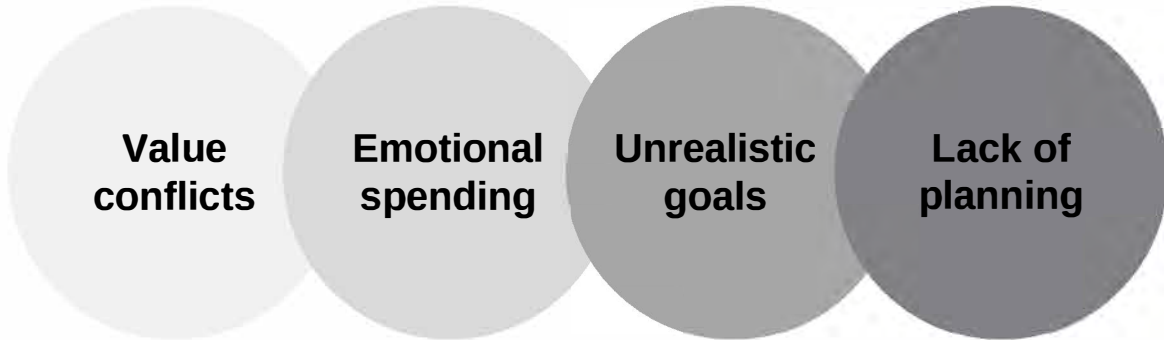 Value
conflicts
Emotional
spending
Unrealistic
goals
Lack of
planning